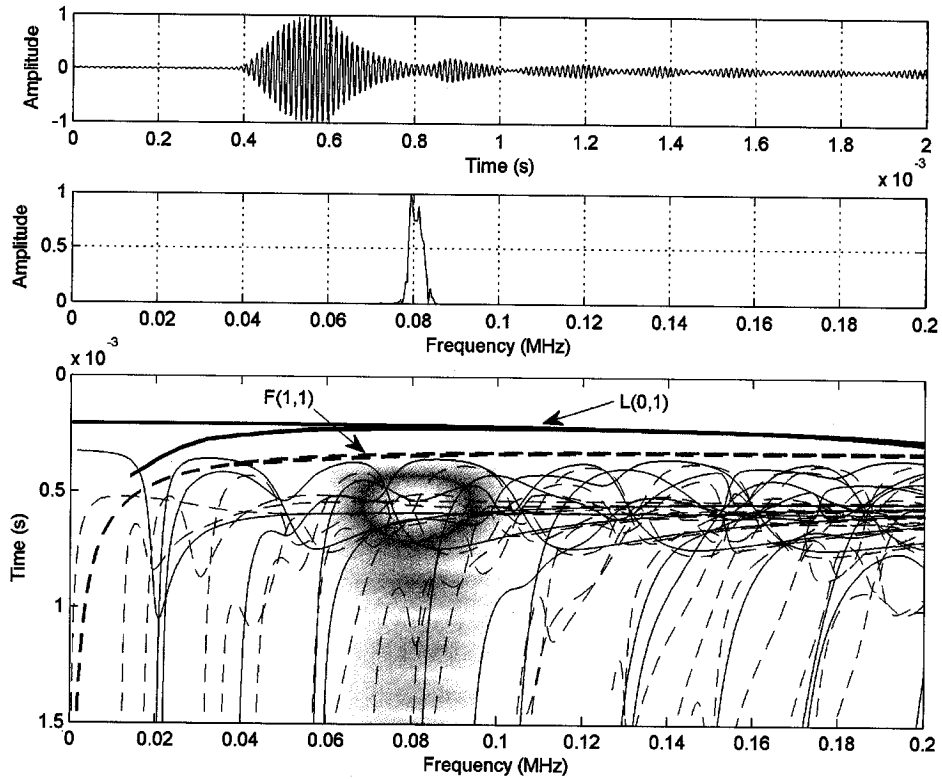 1
0
-1
Amplitude
0 0.2 0.4 0.6 0.8 1 1.2 1.4 1.6 1.8 2
Time (s)
x 10-3
1
0.5
0
Amplitude
0 0.02 0.04 0.06 0.08 0.1 0.12 0.14 0.16 0.18 0.2
Frequency (MHz)
x 10-3
0
0.5
1
1.5
Time (s)
F(1,1)
L(0,1)
0 0.02 0.04 0.06 0.08 0.1 0.12 0.14 0.16 0.18 0.2
Frequency (MHz)